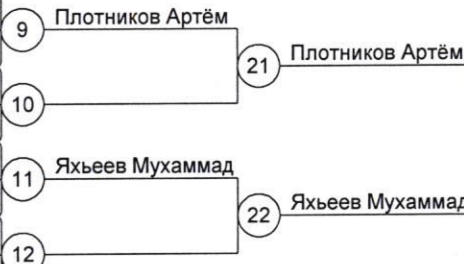 9 Плотников Артём
21 Плотников Артём
10
11 Яхьеев Мухаммад
22 Яхьеев Мухаммад
12